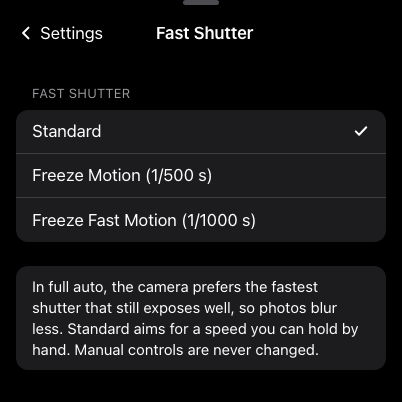 Settings
Fast Shutter
FAST SHUTTER
Standard
Freeze Motion (1/500 s)
Freeze Fast Motion (1/1000 s)
In full auto, the camera prefers the fastest
shutter that still exposes well, so photos blur
less. Standard aims for a speed you can hold by
hand. Manual controls are never changed.